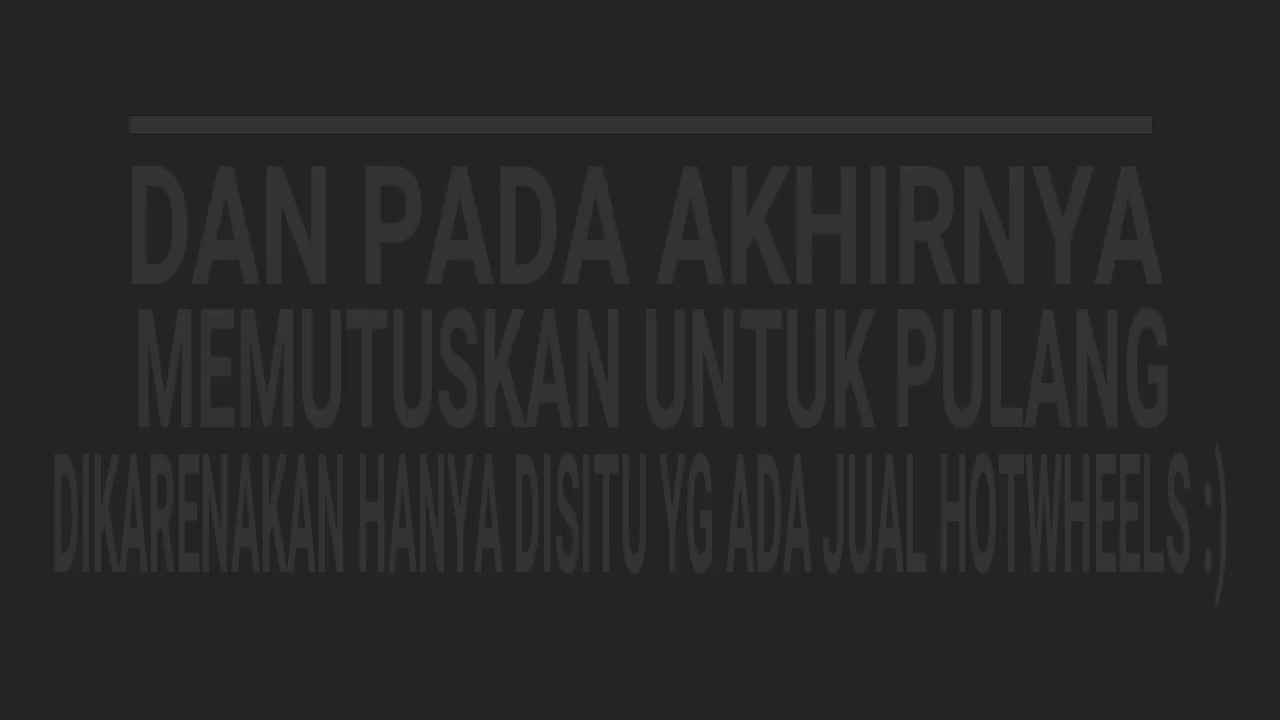 DAN PADA AKHIRNYA
MEMUTUSKAN UNTUK PULANG
DIKARENAKAN HANYA DISITU YG ADA JUAL HOTWHEELS :)